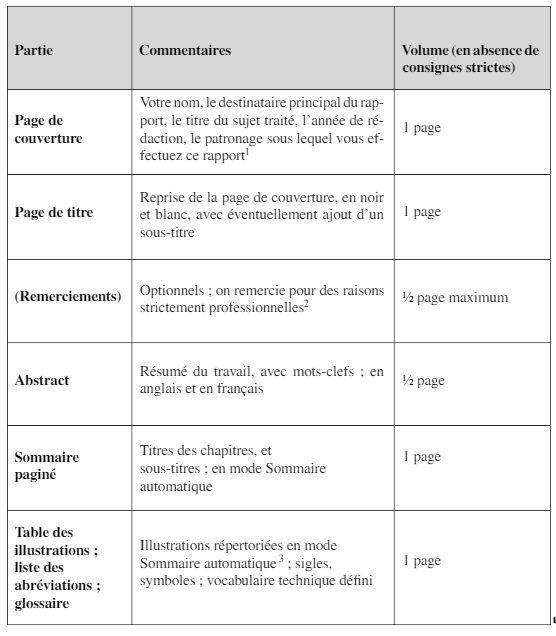 Partie
Commentaires
Volume (en absence de
consignes strictes)
Page de
couverture
Votre nom, le destinataire principal du rap-
port, le titre du sujet traité, l'année de ré-
daction, le patronage sous lequel vous ef-
fectuez ce rapport1
1 page
Page de titre
Reprise de la page de couverture, en noir
et blanc, avec éventuellement ajout d'un
sous-titre
1 page
(Remerciements)
Optionnels ; on remercie pour des raisons
strictement professionnelles2
½ page maximum
Abstract
Résumé du travail, avec mots-clefs ; en
anglais et en français
½ page
Sommaire
paginé
Titres des chapitres, et
sous-titres ; en mode Sommaire
automatique
1 page
Table des
illustrations ;
liste des
abréviations ;
glossaire
Illustrations répertoriées en mode
Sommaire automatique 3 ; sigles,
symboles ; vocabulaire technique défini
1 page